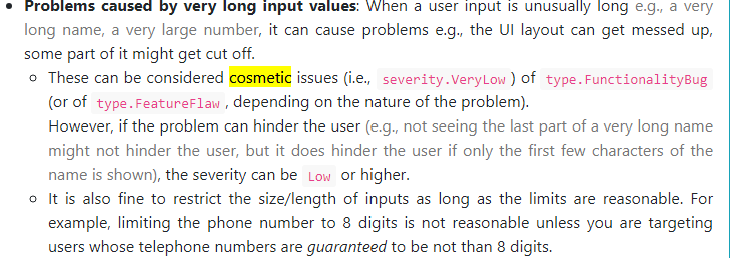 Problems caused by very long input values: When a user input is unusually long e.g., a very
long name, a very large number, it can cause problems e.g., the UI layout can get messed up,
some part of it might get cut off.
These can be considered cosmetic issues (i.e., severity.VeryLow ) of type.FunctionalityBug
(or of type.FeatureFlaw , depending on the nature of the problem).
However, if the problem can hinder the user (e.g., not seeing the last part of a very long name
might not hinder the user, but it does hinder the user if only the first few characters of the
name is shown), the severity can be Low or higher.
It is also fine to restrict the size/length of inputs as long as the limits are reasonable. For
example, limiting the phone number to 8 digits is not reasonable unless you are targeting
users whose telephone numbers are guaranteed to be not than 8 digits.